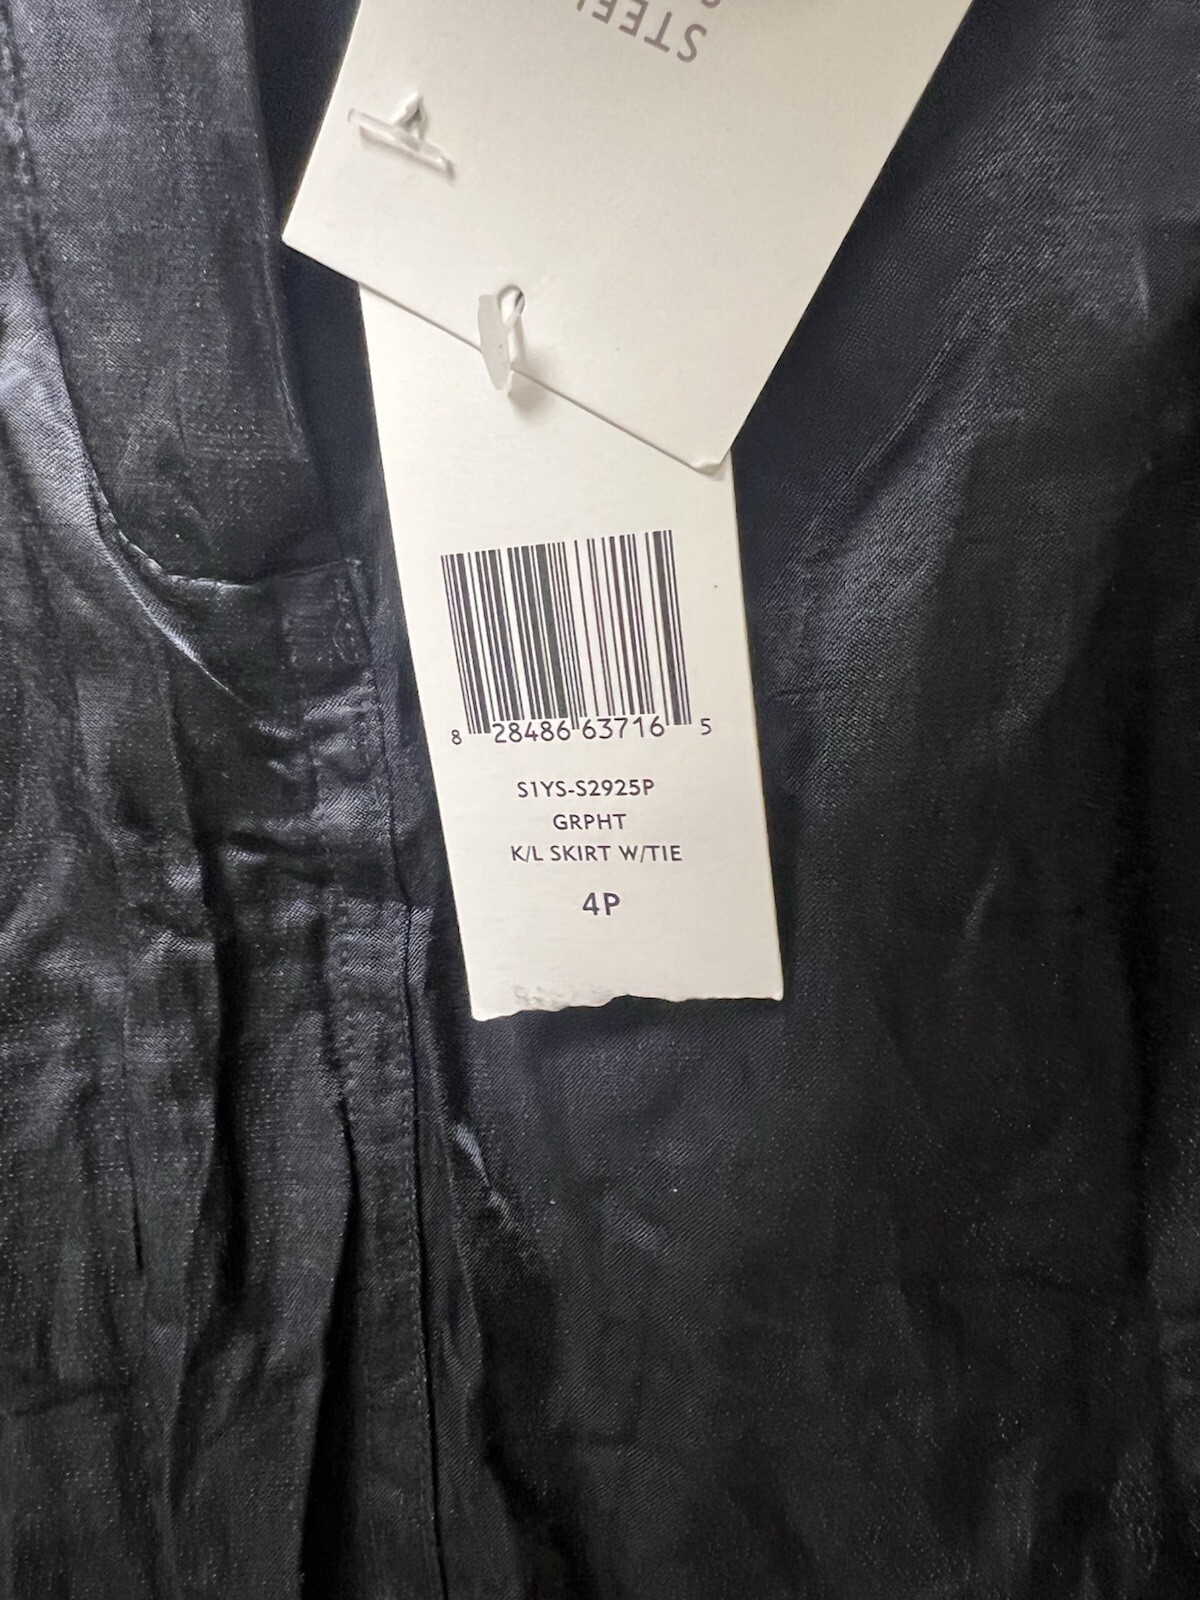 8 28486 63716 5
S1YS-S2925P
GRPHT
K/L SKIRT W/TIE
4P